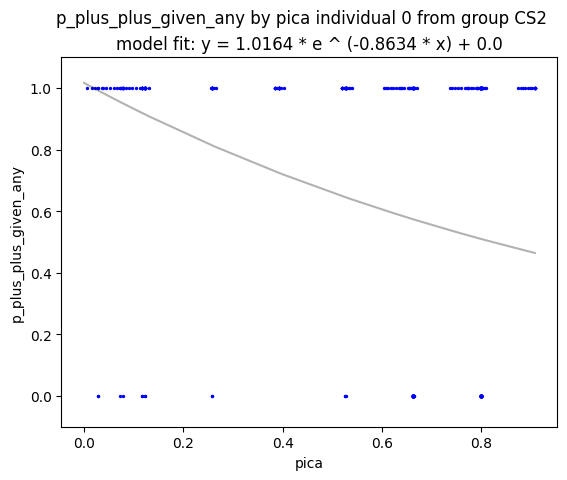 p_plus_plus_given_any by pica individual 0 from group CS2
model fit: y = 1.0164 * e ^ (-0.8634 * x) + 0.0
p_plus_plus_given_any
1.0
0.8
0.6
0.4
0.2
0.0
0.0 0.2 0.4 0.6 0.8
pica